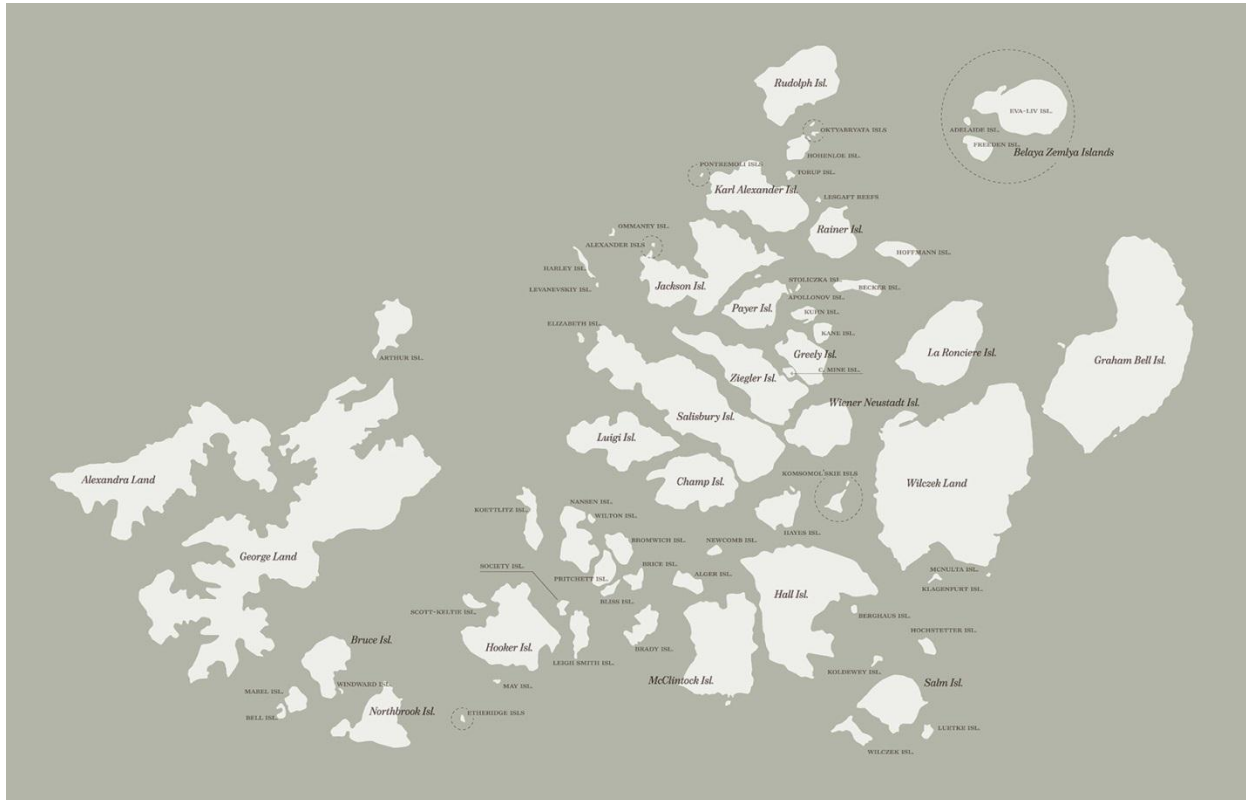 Rudolph Isl.
EVA-LIV ISL.
ADELAIDE ISL.
OKTYABRYATA ISLS
FREEDEN ISL.
Belaya Zemlya Islands
HOHENLOE ISL.
PONTREMOLI ISLS
TORUP ISL.
Karl Alexander Isl.
LESGAFT REEFS
OMMANEY ISL.
Rainer Isl.
ALEXANDER ISLS
HOFFMANN ISL.
HARLEY ISL.
STOLICZKA ISL.
Jackson Isl.
BECKER ISL.
LEVANEVSKIY ISL.
APOLLONOV ISL.
Payer Isl.
KUHN ISL.
ELIZABETH ISL.
KANE ISL.
ARTHUR ISL.
Greely Isl.
La Ronciere Isl.
Graham Bell Isl.
C. MINE ISL.
Ziegler Isl.
Wiener Neustadt Isl.
Salisbury Isl.
Luigi Isl.
KOMSOMOL'SKIE ISLS
Alexandra Land
Champ Isl.
Wilczek Land
NANSEN ISL.
KOETTLITZ ISL.
WILTON ISL.
HAYES ISL.
BROMWICH ISL.
NEWCOMB ISL.
George Land
SOCIETY ISL.
BRICE ISL.
MCNULTA ISL.
PRITCHETT ISL.
ALGER ISL.
KLAGENFURT ISL.
Hall Isl.
BLISS ISL.
SCOTT-KELTIE ISL.
BERGHAUS ISL.
HOCHSTETTER ISL.
Bruce Isl.
Hooker Isl.
BRADY ISL.
LEIGH SMITH ISL.
KOLDEWEY ISL.
McClintock Isl.
Salm Isl.
WINDWARD ISL.
MAY ISL.
MABEL ISL.
Northbrook Isl.
ETHERIDGE ISLS
BELL ISL.
LUETKE ISL.
WILCZEK ISL.